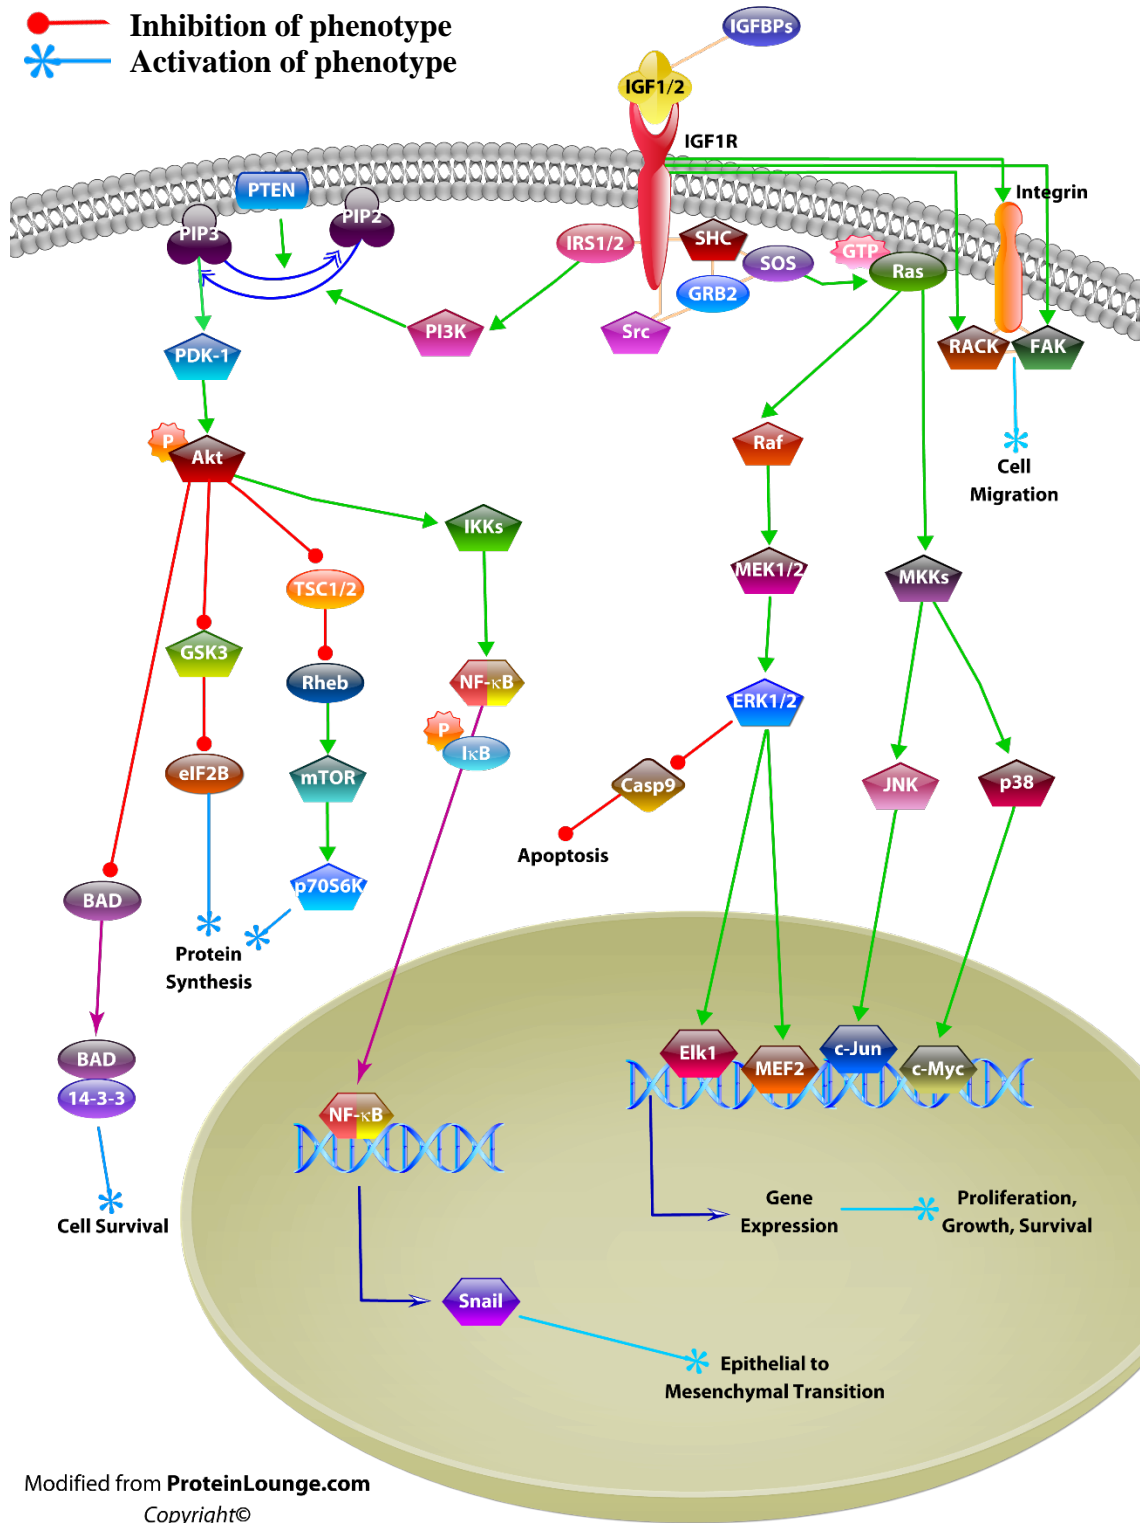 Inhibition of phenotype
Activation of phenotype
IGFBPs
IGF1/2
IGF1R
PTEN
PIP3
PIP2
Integrin
IRS1/2
SHC
SOS
GTP
Ras
GRB2
PI3K
Src
PDK-1
RACK
FAK
P
Akt
Raf
Cell
Migration
IKKs
TSC1/2
MEK1/2
MKKs
GSK3
Rheb
NF-κB
ERK1/2
P
IκB
eIF2B
mTOR
Casp9
JNK
p38
Apoptosis
BAD
p70S6K
Protein
Synthesis
BAD
14-3-3
Elk1
MEF2
c-Jun
c-Myc
NF-κB
Cell Survival
Gene
Expression
Proliferation,
Growth, Survival
Snail
Epithelial to
Mesenchymal Transition
Modified from ProteinLounge.com
Copyright©